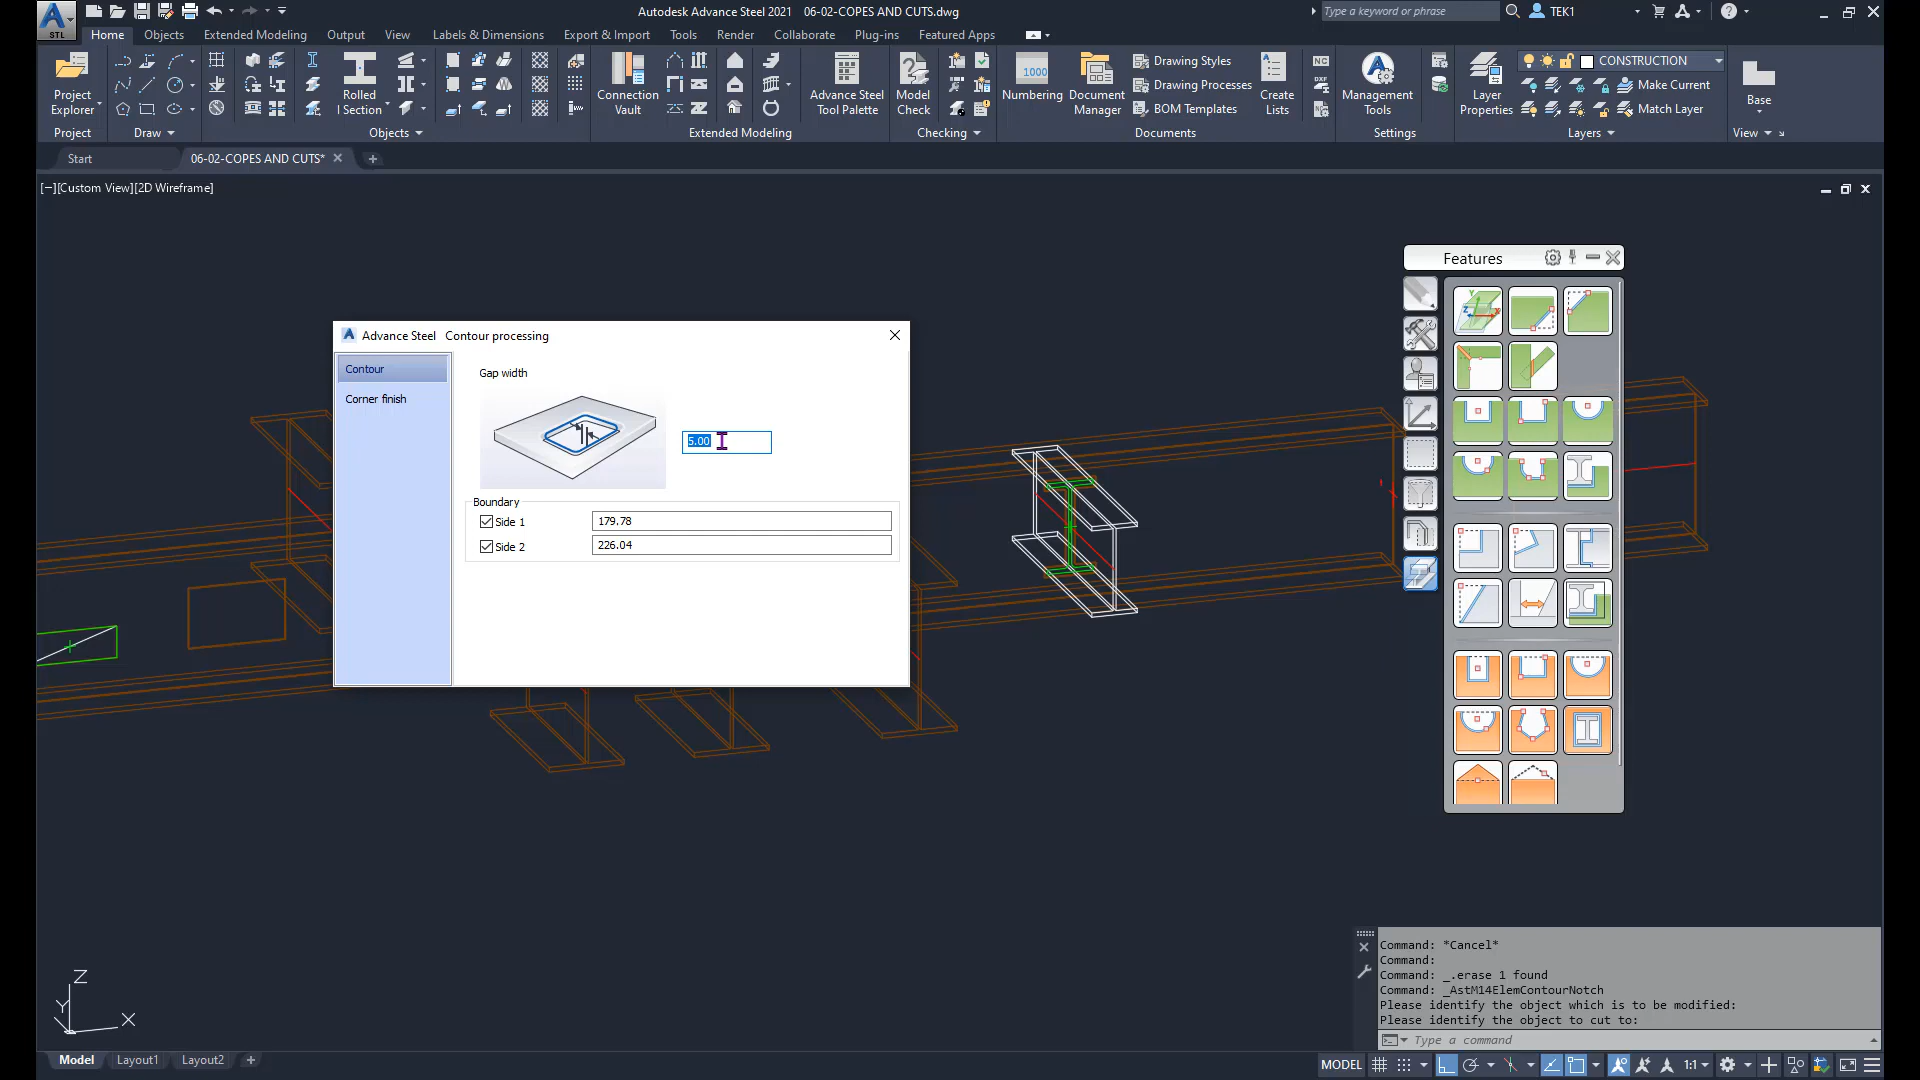 Autodesk Advance Steel 2021 06-02-COPES AND CUTS.dwg
Type a keyword or phrase
TEK1
STL
Home Objects Extended Modeling Output View Labels & Dimensions Export & Import Tools Render Collaborate Plug-ins Featured Apps
Project Explorer
Project
Draw
Rolled I Section
Objects
Connection Vault
Extended Modeling
Advance Steel Tool Palette
Model Check
Checking
1000
Numbering
Document Manager
Drawing Styles
Drawing Processes
BOM Templates
Create Lists
Documents
NC
DXF
NC
Management Tools
Settings
Layer Properties
CONSTRUCTION
Make Current
Match Layer
Layers
Base
View
Start
06-02-COPES AND CUTS*
[−][Custom View][2D Wireframe]
Advance Steel Contour processing
Contour
Corner finish
Gap width
5.00
Boundary
Side 1 179.78
Side 2 226.04
Features
Y
Z
X
Z
Y
X
Command: *Cancel*
Command:
Command: _.erase 1 found
Command: _AstM14ElemContourNotch
Please identify the object which is to be modified:
Please identify the object to cut to:
Type a command
Model Layout1 Layout2
MODEL
1:1